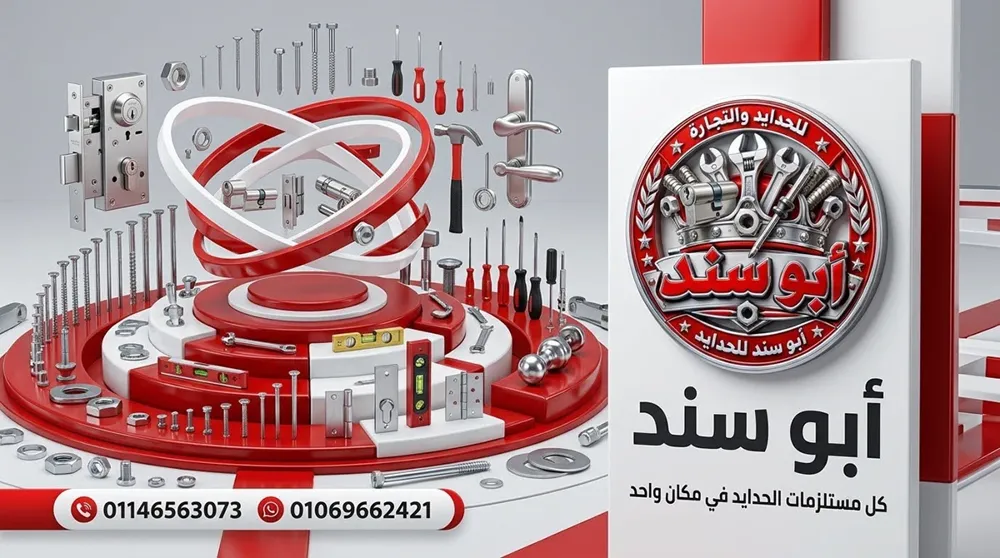 للحدايد والتجارة
أبو سند
أبو سند للحدايد
أبو سند
كل مستلزمات الحدايد في مكان واحد
01146563073
01069662421